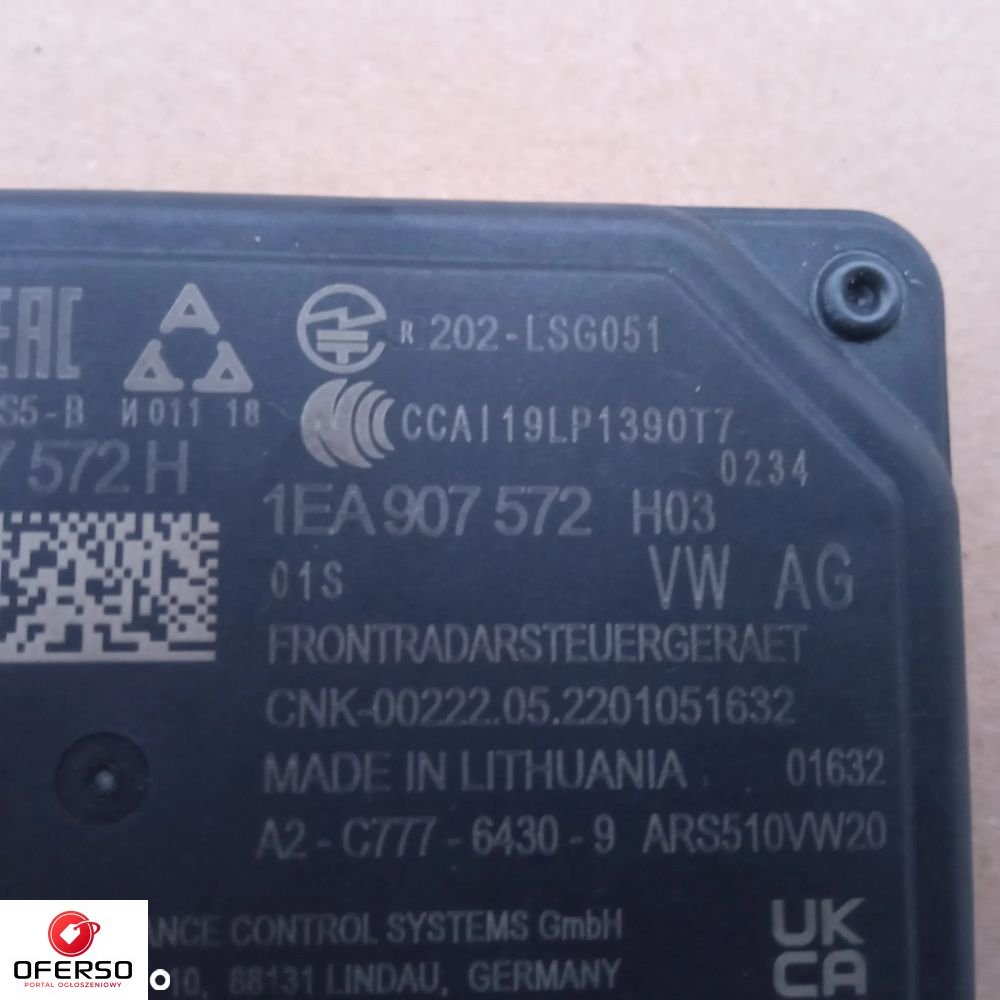 EAC
R 202-LSG051
S5-B И 011 18
CCAI19LP1390T7
0234
7 572 H
1EA 907 572 H03
01S
VW AG
FRONTRADARSTEUERGERAET
CNK-00222.05.2201051632
MADE IN LITHUANIA 01632
A2 - C777 - 6430 - 9 ARS510VW20
ANCE CONTROL SYSTEMS GmbH
10, 88131 LINDAU, GERMANY
UK
CA
OFERSO
PORTAL OGŁOSZENIOWY